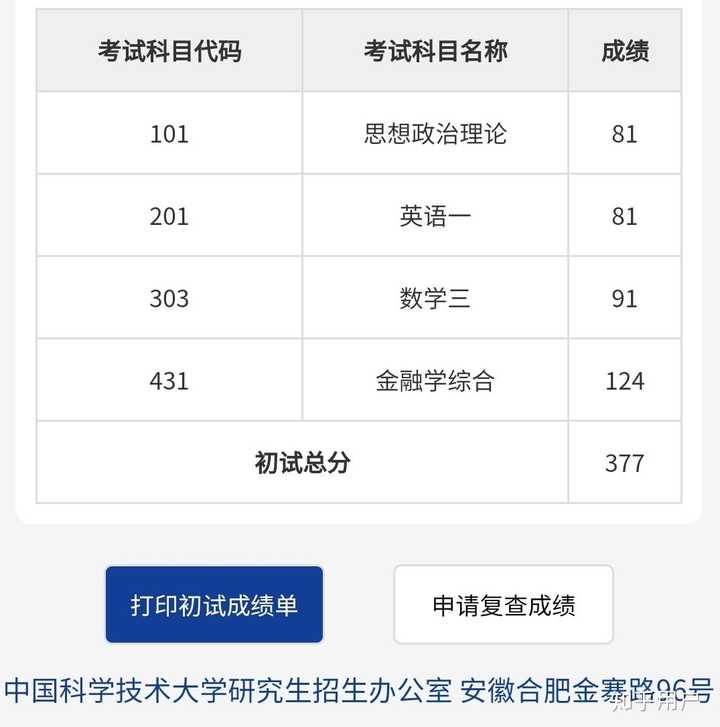 考试科目代码 考试科目名称 成绩
101 思想政治理论 81
201 英语一 81
303 数学三 91
431 金融学综合 124
初试总分 377
打印初试成绩单 申请复查成绩
中国科学技术大学研究生招生办公室 安徽合肥金寨路96号
知乎用户